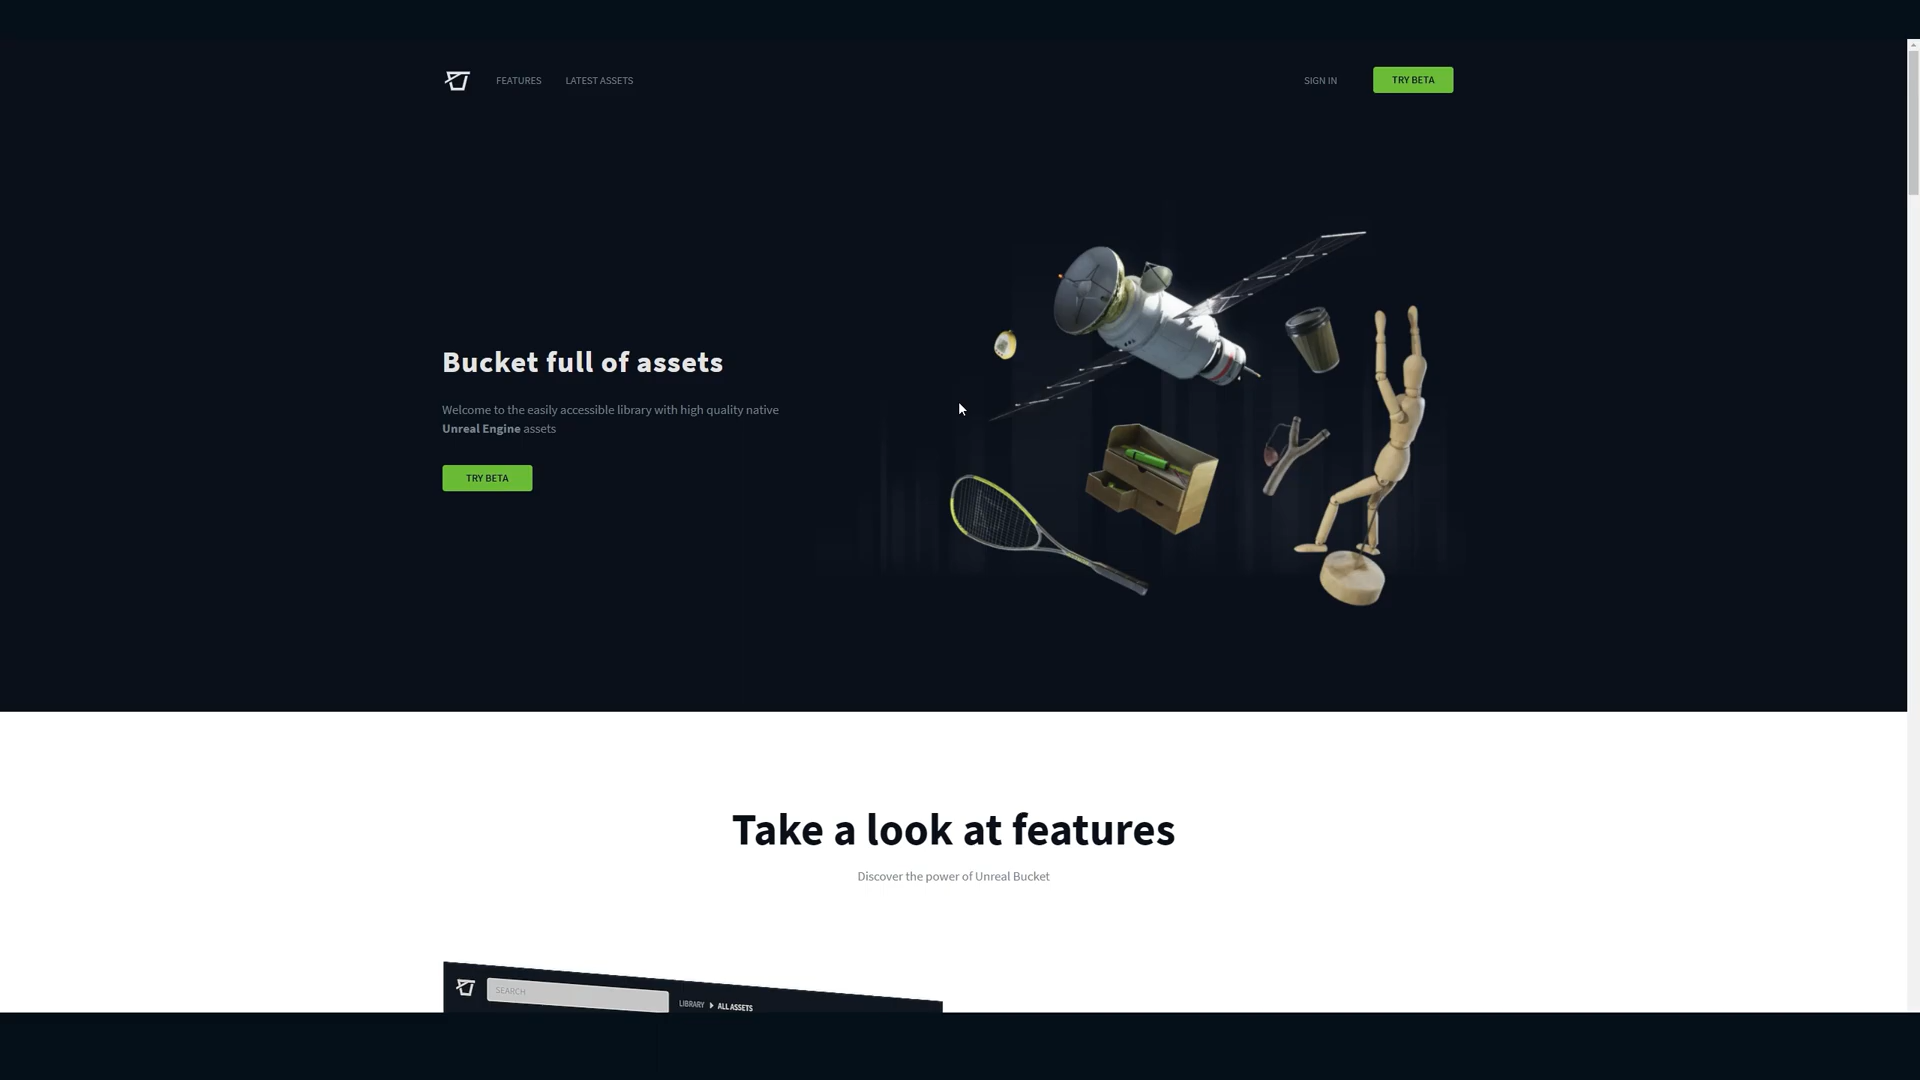 FEATURES
LATEST ASSETS
SIGN IN
TRY BETA
Bucket full of assets
Welcome to the easily accessible library with high quality native
Unreal Engine assets
TRY BETA
Take a look at features
Discover the power of Unreal Bucket
SEARCH
LIBRARY
ALL ASSETS